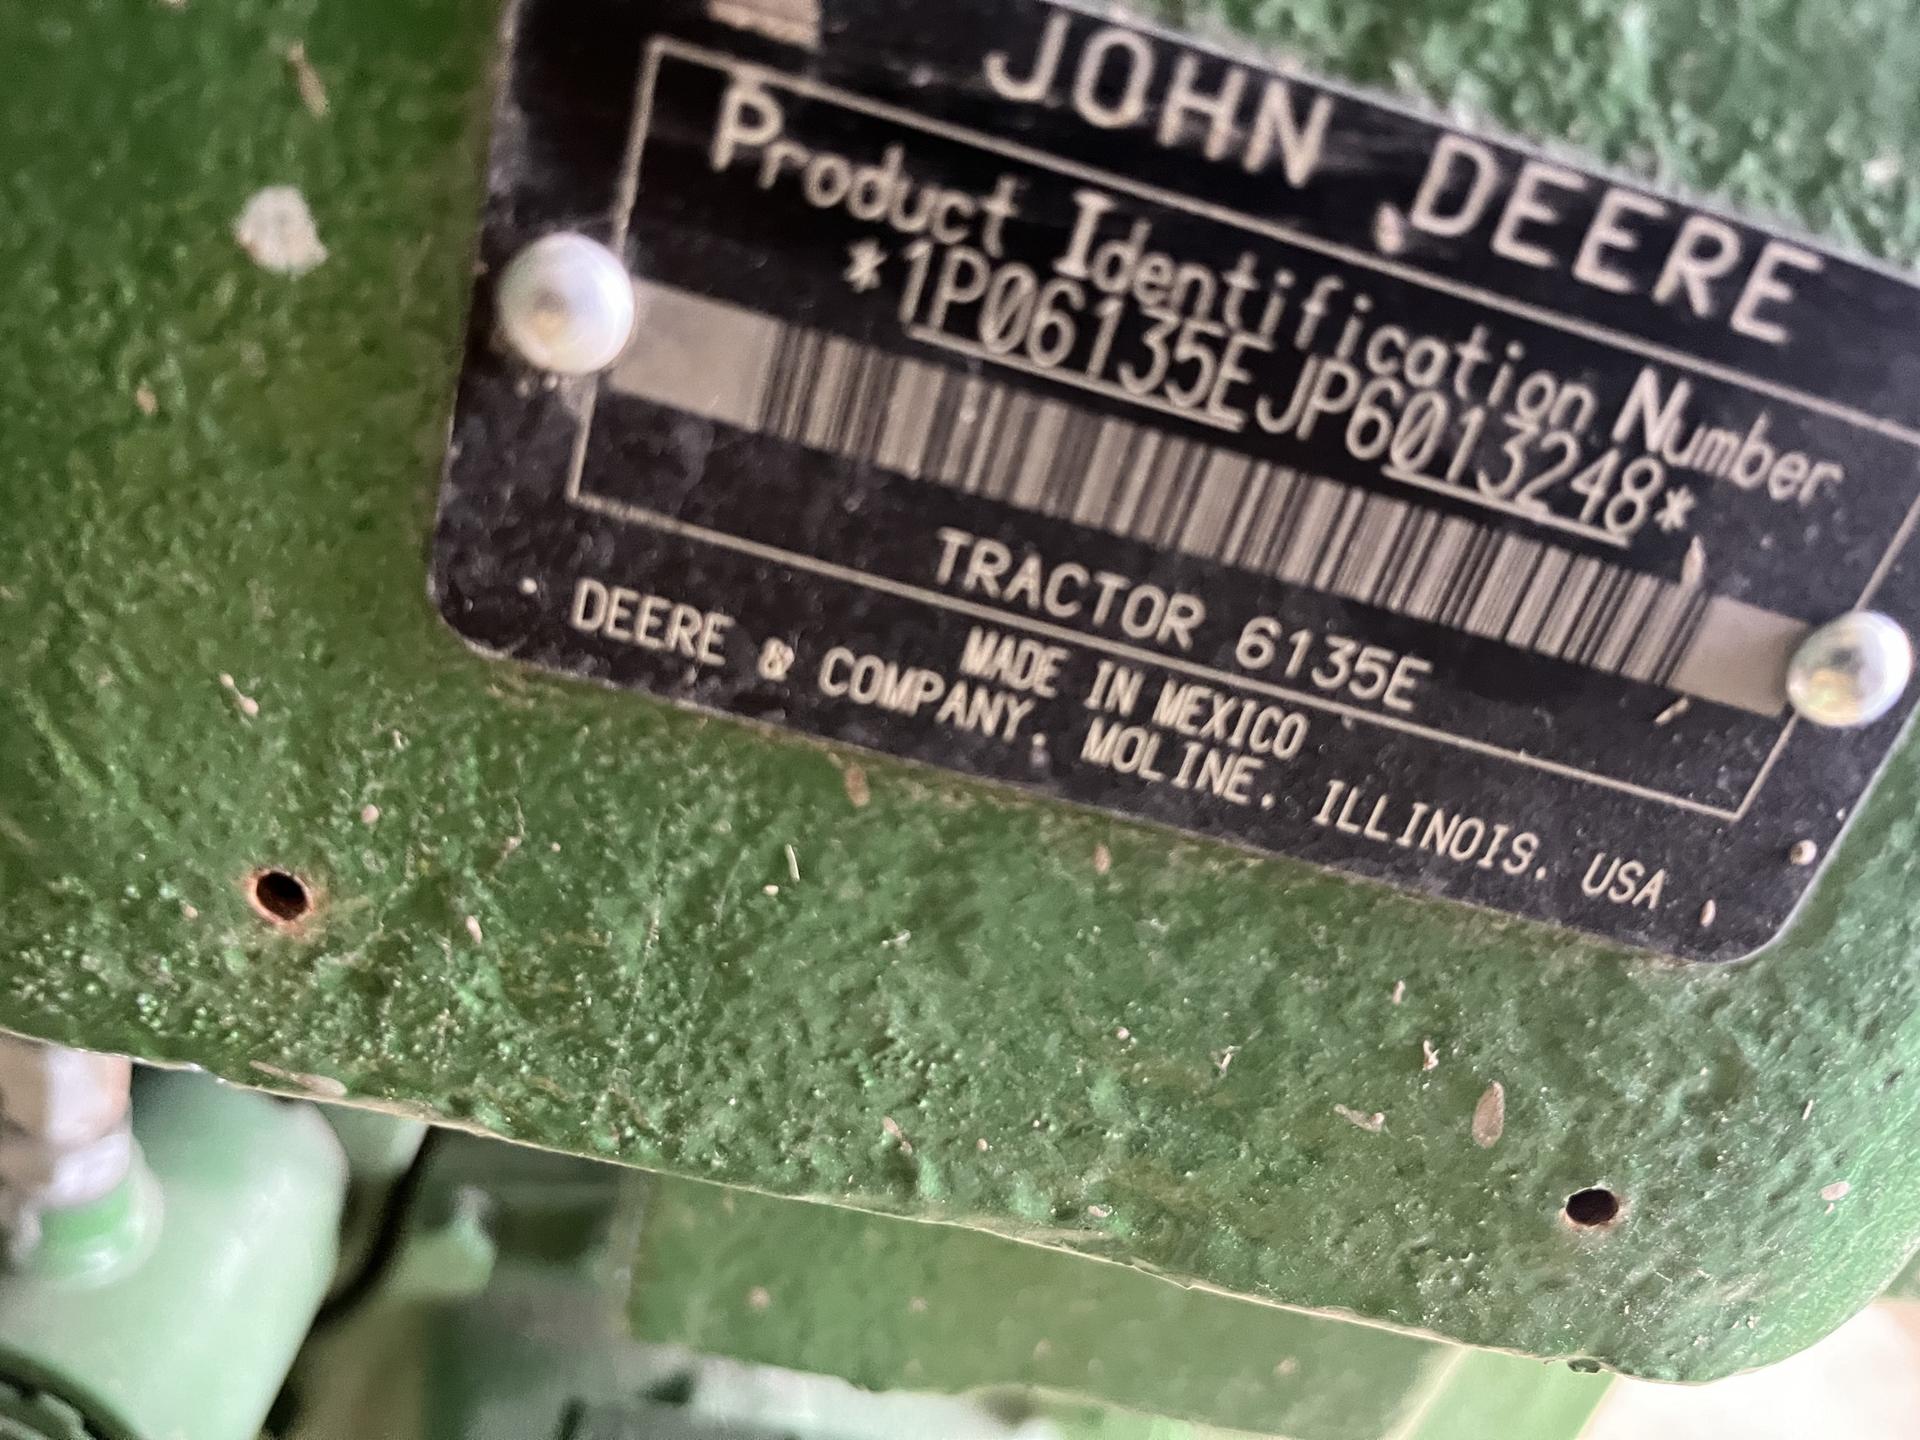 JOHN DEERE
Product Identification Number
*1P06135EJP6013248*
TRACTOR 6135E
MADE IN MEXICO
DEERE & COMPANY, MOLINE, ILLINOIS, USA